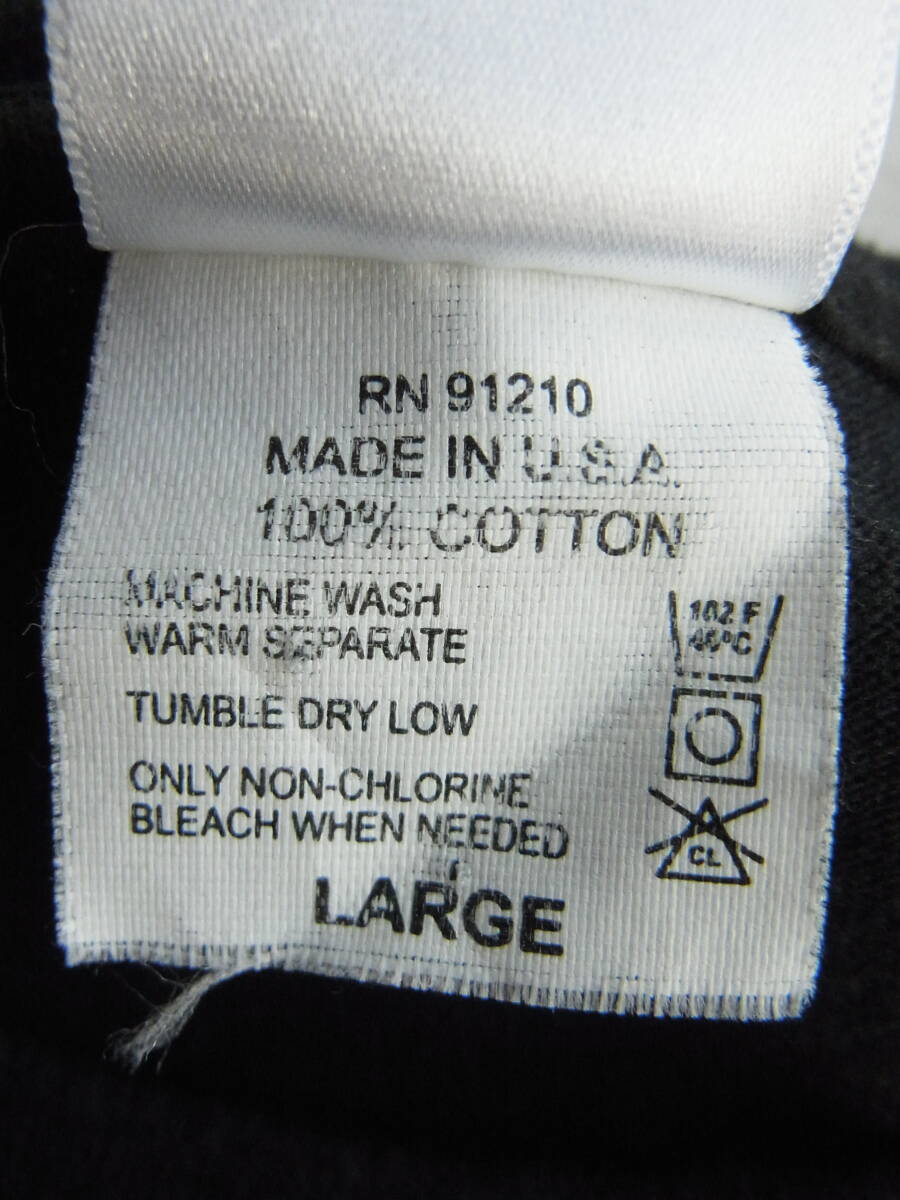 RN 91210
MADE IN U.S.A.
100% COTTON
MACHINE WASH
WARM SEPARATE
102 F
40°C
TUMBLE DRY LOW
ONLY NON-CHLORINE
BLEACH WHEN NEEDED
CL
LARGE